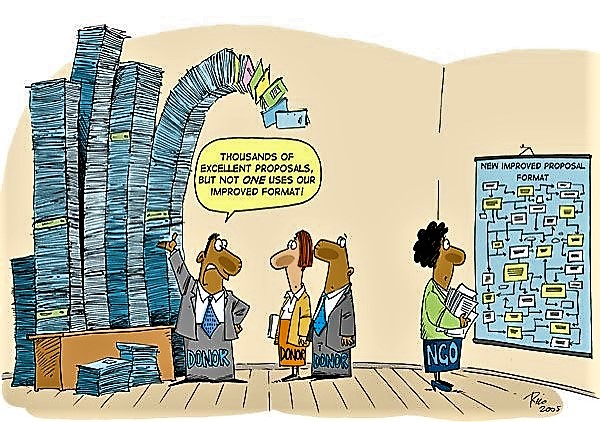 THOUSANDS OF
EXCELLENT PROPOSALS,
BUT NOT ONE USES OUR
IMPROVED FORMAT!
NEW IMPROVED PROPOSAL
FORMAT
DONOR
DONOR
DONOR
NGO
Rico
2005